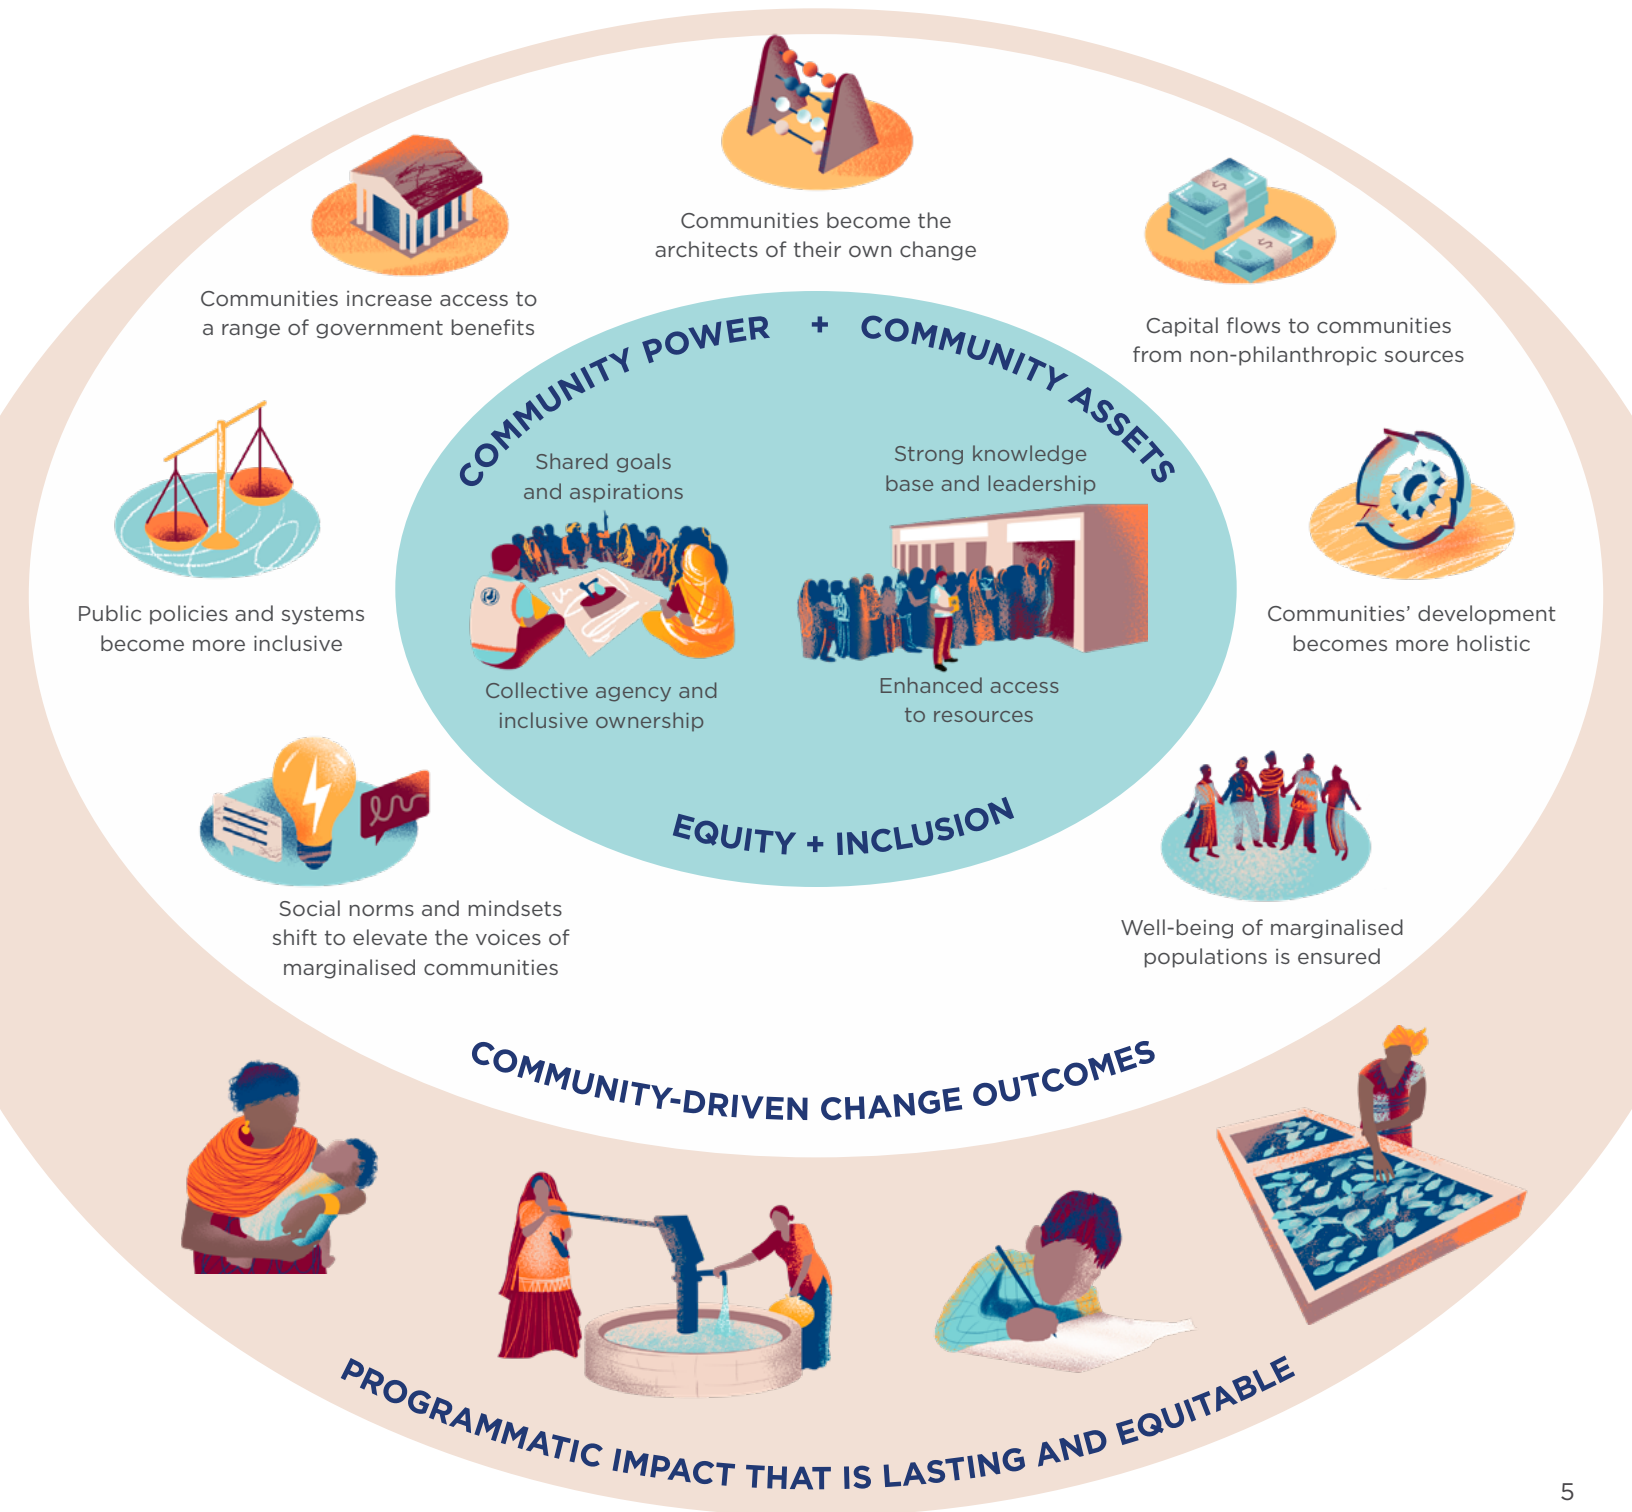 Communities become the
architects of their own change
Communities increase access to
a range of government benefits
Capital flows to communities
from non-philanthropic sources
COMMUNITY POWER + COMMUNITY ASSETS
Shared goals
and aspirations
Strong knowledge
base and leadership
Public policies and systems
become more inclusive
Communities’ development
becomes more holistic
Collective agency and
inclusive ownership
Enhanced access
to resources
EQUITY + INCLUSION
Social norms and mindsets
shift to elevate the voices of
marginalised communities
Well-being of marginalised
populations is ensured
COMMUNITY-DRIVEN CHANGE OUTCOMES
PROGRAMMATIC IMPACT THAT IS LASTING AND EQUITABLE
5